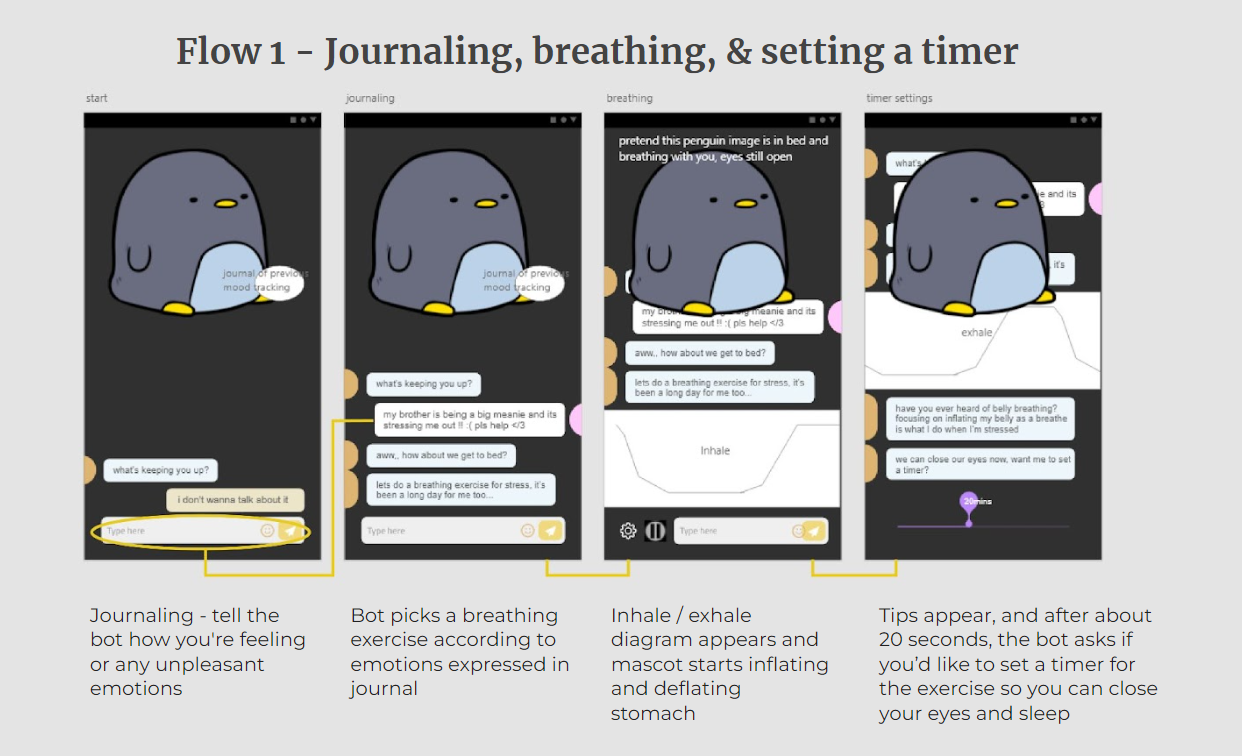 Flow 1 - Journaling, breathing, & setting a timer
start
journal of previous
mood tracking
what's keeping you up?
i don't wanna talk about it
Type here
Journaling - tell the
bot how you're feeling
or any unpleasant
emotions
journaling
journal of previous
mood tracking
what's keeping you up?
my brother is being a big meanie and its
stressing me out !! :( pls help </3
aww,, how about we get to bed?
lets do a breathing exercise for stress, it's
been a long day for me too...
Type here
Bot picks a breathing
exercise according to
emotions expressed in
journal
breathing
pretend this penguin image is in bed and
breathing with you, eyes still open
my big meanie and its
stressing me out !! :( pls help </3
aww,, how about we get to bed?
lets do a breathing exercise for stress, it's
been a long day for me too...
Inhale
Type here
Inhale / exhale
diagram appears and
mascot starts inflating
and deflating
stomach
timer settings
what's
and its
it's
exhale
have you ever heard of belly breathing?
focusing on inflating my belly as a breathe
is what I do when I'm stressed
we can close our eyes now, want me to set
a timer?
20mins
Tips appear, and after about
20 seconds, the bot asks if
you’d like to set a timer for
the exercise so you can close
your eyes and sleep